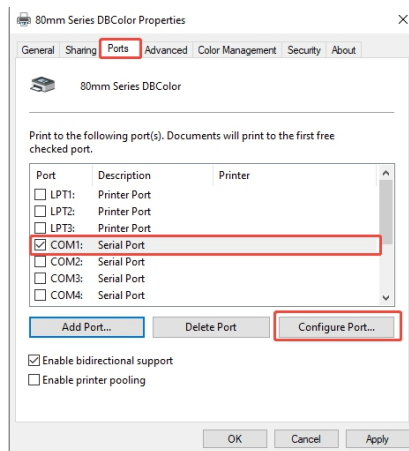 80mm Series DBColor Properties
General Sharing Ports Advanced Color Management Security About
80mm Series DBColor
Print to the following port(s). Documents will print to the first free
checked port.
Port Description Printer
LPT1: Printer Port
LPT2: Printer Port
LPT3: Printer Port
COM1: Serial Port
COM2: Serial Port
COM3: Serial Port
COM4: Serial Port
Add Port... Delete Port Configure Port...
Enable bidirectional support
Enable printer pooling
OK Cancel Apply